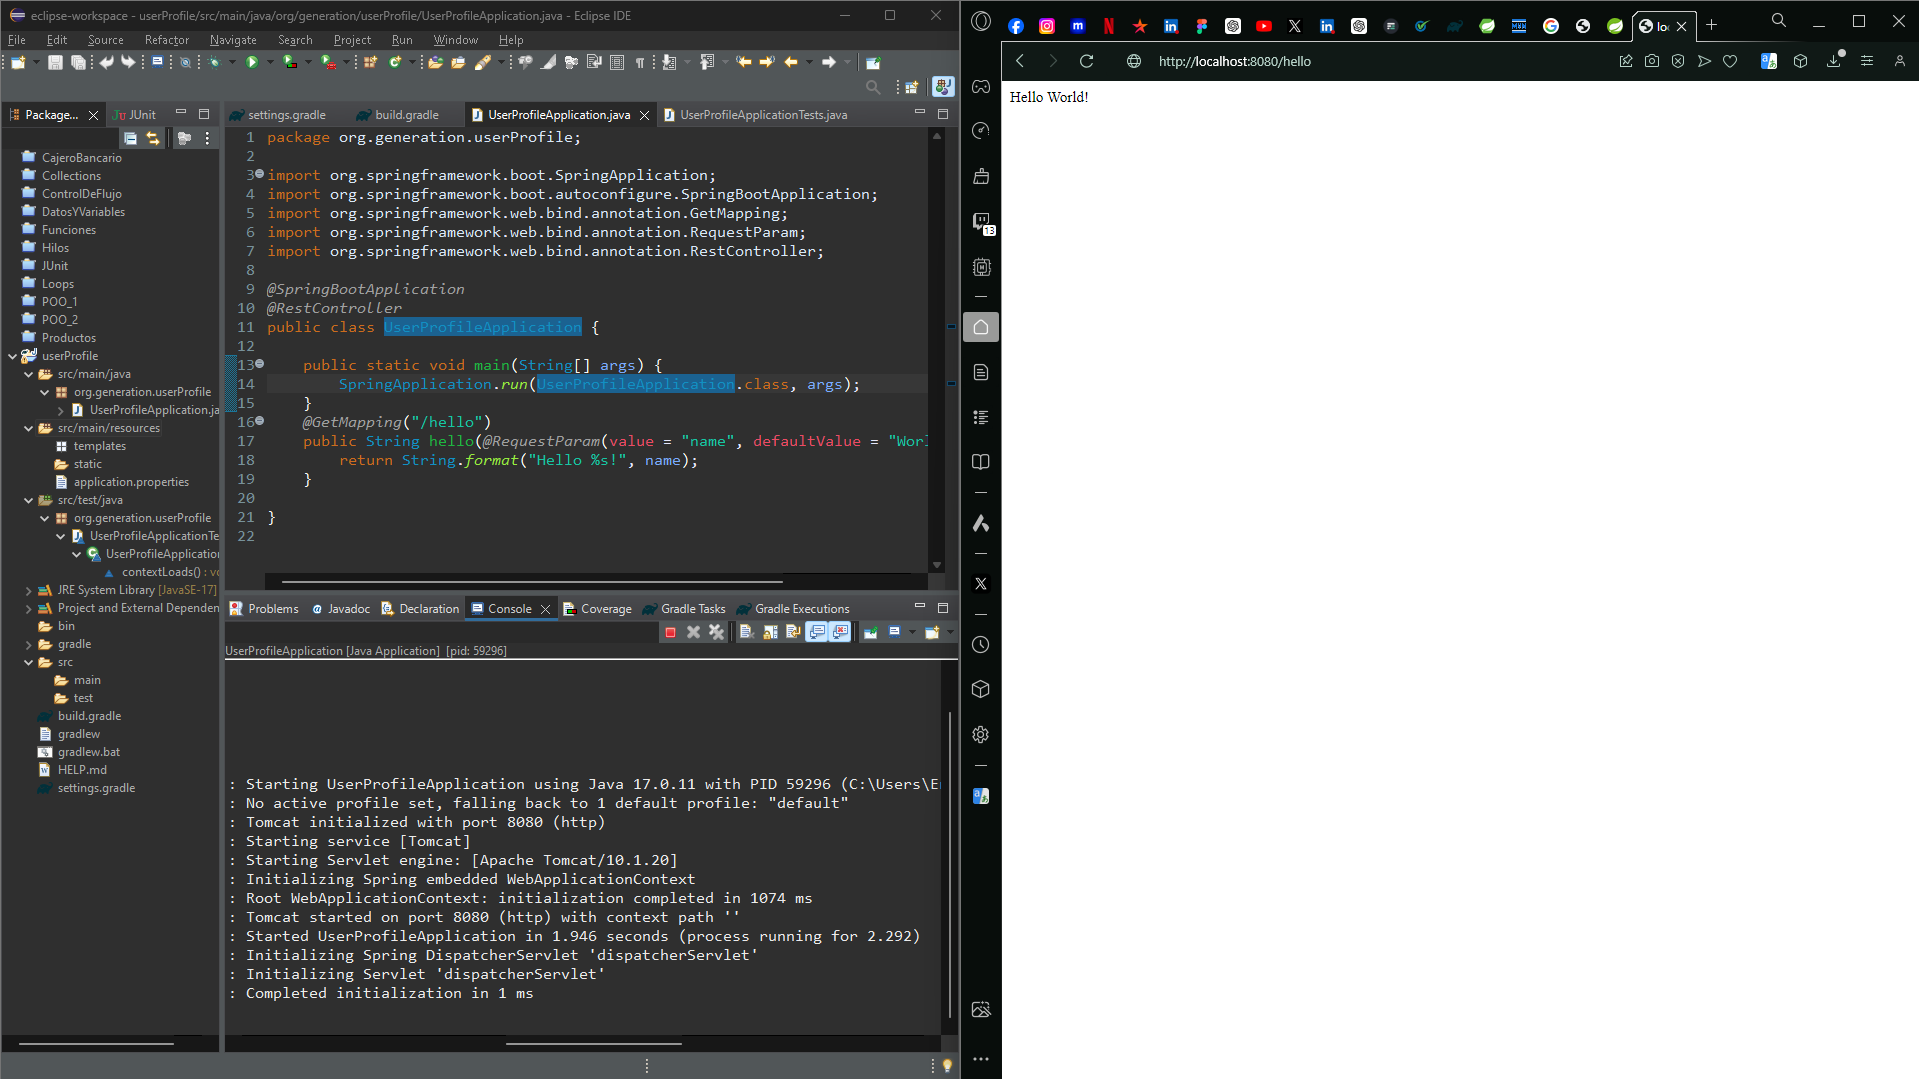 eclipse-workspace - userProfile/src/main/java/org/generation/userProfile/UserProfileApplication.java - Eclipse IDE
File Edit Source Refactor Navigate Search Project Run Window Help
Package... JUnit
CajeroBancario
Collections
ControlDeFlujo
DatosYVariables
Funciones
Hilos
JUnit
Loops
POO_1
POO_2
Productos
userProfile
src/main/java
org.generation.userProfile
UserProfileApplication.ja
src/main/resources
templates
static
application.properties
src/test/java
org.generation.userProfile
UserProfileApplicationTe
UserProfileApplication
contextLoads() : vo
JRE System Library [JavaSE-17]
Project and External Dependen
bin
gradle
src
main
test
build.gradle
gradlew
gradlew.bat
HELP.md
settings.gradle
settings.gradle build.gradle UserProfileApplication.java UserProfileApplicationTests.java
1 package org.generation.userProfile;
2
3 import org.springframework.boot.SpringApplication;
4 import org.springframework.boot.autoconfigure.SpringBootApplication;
5 import org.springframework.web.bind.annotation.GetMapping;
6 import org.springframework.web.bind.annotation.RequestParam;
7 import org.springframework.web.bind.annotation.RestController;
8
9 @SpringBootApplication
10 @RestController
11 public class UserProfileApplication {
12
13 public static void main(String[] args) {
14 SpringApplication.run(UserProfileApplication.class, args);
15 }
16 @GetMapping("/hello")
17 public String hello(@RequestParam(value = "name", defaultValue = "Worl
18 return String.format("Hello %s!", name);
19 }
20
21 }
22
Problems Javadoc Declaration Console Coverage Gradle Tasks Gradle Executions
UserProfileApplication [Java Application] [pid: 59296]
: Starting UserProfileApplication using Java 17.0.11 with PID 59296 (C:\Users\E
: No active profile set, falling back to 1 default profile: "default"
: Tomcat initialized with port 8080 (http)
: Starting service [Tomcat]
: Starting Servlet engine: [Apache Tomcat/10.1.20]
: Initializing Spring embedded WebApplicationContext
: Root WebApplicationContext: initialization completed in 1074 ms
: Tomcat started on port 8080 (http) with context path ''
: Started UserProfileApplication in 1.946 seconds (process running for 2.292)
: Initializing Spring DispatcherServlet 'dispatcherServlet'
: Initializing Servlet 'dispatcherServlet'
: Completed initialization in 1 ms
lo
http://localhost:8080/hello
13
Hello World!